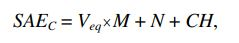 SAE_C = V_eq×M + N + CH,